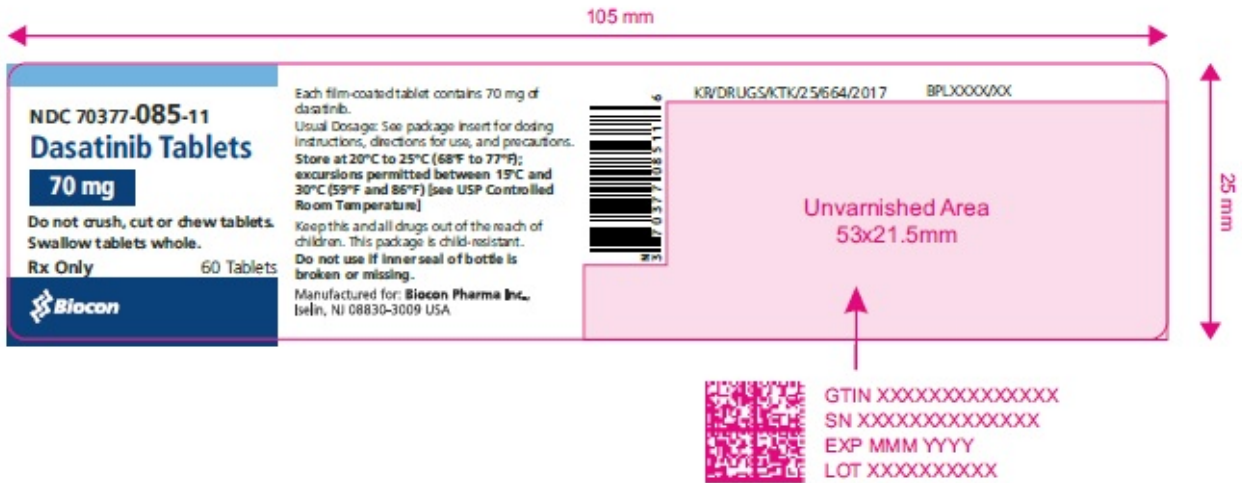 105 mm
NDC 70377-085-11
Dasatinib Tablets
70 mg
Do not crush, cut or chew tablets.
Swallow tablets whole.
Rx Only 60 Tablets
Biocon
Each film-coated tablet contains 70 mg of
dasatinib.
Usual Dosage: See package insert for dosing
instructions, directions for use, and precautions.
Store at 20°C to 25°C (68°F to 77°F);
excursions permitted between 15°C and
30°C (59°F and 86°F) [see USP Controlled
Room Temperature]
Keep this and all drugs out of the reach of
children. This package is child-resistant.
Do not use if inner seal of bottle is
broken or missing.
Manufactured for: Biocon Pharma Inc.,
Iselin, NJ 08830-3009 USA
N 3 70377 08511 6
KR/DRUGS/KTK/25/664/2017 BPLXXXX/XX
Unvarnished Area
53x21.5mm
25 mm
GTIN XXXXXXXXXXXXXX
SN XXXXXXXXXXXXXX
EXP MMM YYYY
LOT XXXXXXXXXX